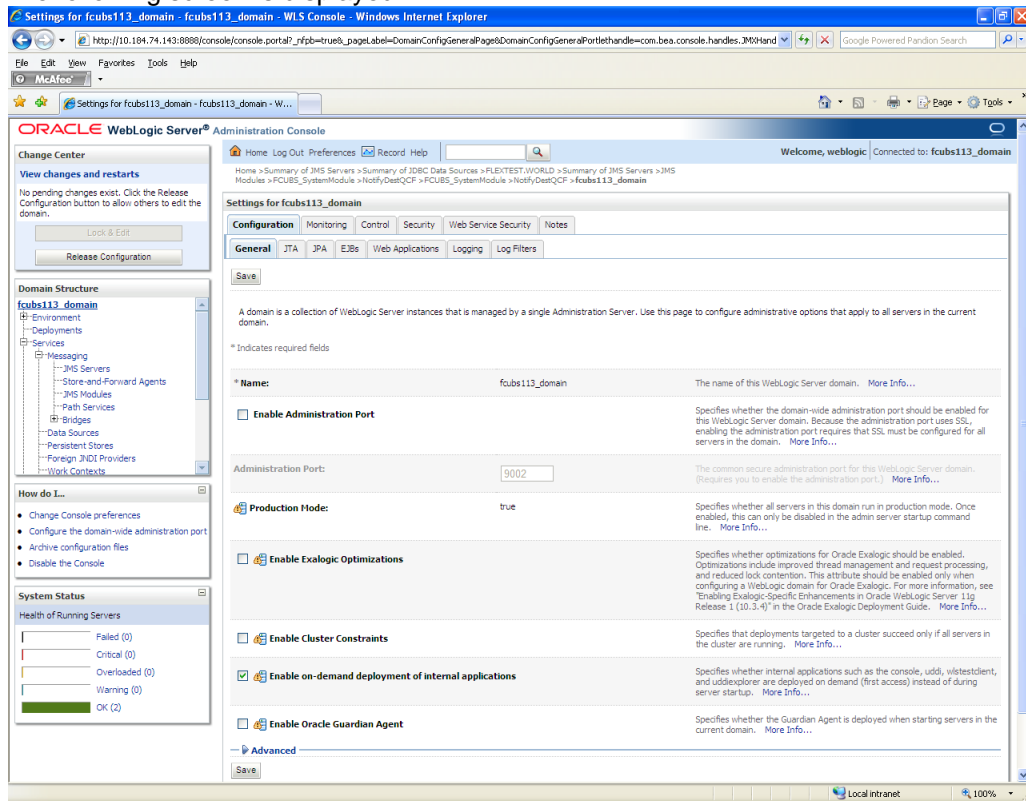 Settings for fcubs113_domain - fcubs113_domain - WLS Console - Windows Internet Explorer
http://10.184.74.143:8888/console/console.portal?_nfpb=true&_pageLabel=DomainConfigGeneralPage&DomainConfigGeneralPortlethandle=com.bea.console.handles.JMXHand
Google Powered Pandion Search
File Edit View Favorites Tools Help
McAfee
Settings for fcubs113_domain - fcubs113_domain - W...
Page Tools
ORACLE WebLogic Server® Administration Console
Change Center
View changes and restarts
No pending changes exist. Click the Release
Configuration button to allow others to edit the
domain.
Lock & Edit
Release Configuration
Domain Structure
fcubs113_domain
Environment
Deployments
Services
Messaging
JMS Servers
Store-and-Forward Agents
JMS Modules
Path Services
Bridges
Data Sources
Persistent Stores
Foreign JNDI Providers
Work Contexts
How do I...
Change Console preferences
Configure the domain-wide administration port
Archive configuration files
Disable the Console
System Status
Health of Running Servers
Failed (0)
Critical (0)
Overloaded (0)
Warning (0)
OK (2)
Home Log Out Preferences Record Help
Welcome, weblogic Connected to: fcubs113_domain
Home >Summary of JMS Servers >Summary of JDBC Data Sources >FLEXTEST.WORLD >Summary of JMS Servers >JMS
Modules >FCUBS_SystemModule >NotifyDestQCF >FCUBS_SystemModule >NotifyDestQCF >fcubs113_domain
Settings for fcubs113_domain
Configuration Monitoring Control Security Web Service Security Notes
General JTA JPA EJBs Web Applications Logging Log Filters
Save
A domain is a collection of WebLogic Server instances that is managed by a single Administration Server. Use this page to configure administrative options that apply to all servers in the current
domain.
* Indicates required fields
* Name: fcubs113_domain The name of this WebLogic Server domain. More Info...
Enable Administration Port
Specifies whether the domain-wide administration port should be enabled for
this WebLogic Server domain. Because the administration port uses SSL,
enabling the administration port requires that SSL must be configured for all
servers in the domain. More Info...
Administration Port: 9002
The common secure administration port for this WebLogic Server domain.
(Requires you to enable the administration port.) More Info...
Production Mode: true
Specifies whether all servers in this domain run in production mode. Once
enabled, this can only be disabled in the admin server startup command
line. More Info...
Enable Exalogic Optimizations
Specifies whether optimizations for Oracle Exalogic should be enabled.
Optimizations include improved thread management and request processing,
and reduced lock contention. This attribute should be enabled only when
configuring a WebLogic domain for Oracle Exalogic. For more information, see
"Enabling Exalogic-Specific Enhancements in Oracle WebLogic Server 11g
Release 1 (10.3.4)" in the Oracle Exalogic Deployment Guide. More Info...
Enable Cluster Constraints
Specifies that deployments targeted to a cluster succeed only if all servers in
the cluster are running. More Info...
Enable on-demand deployment of internal applications
Specifies whether internal applications such as the console, uddi, wlstestclient,
and uddiexplorer are deployed on demand (first access) instead of during
server startup. More Info...
Enable Oracle Guardian Agent
Specifies whether the Guardian Agent is deployed when starting servers in the
current domain. More Info...
Advanced
Save
Local intranet 100%